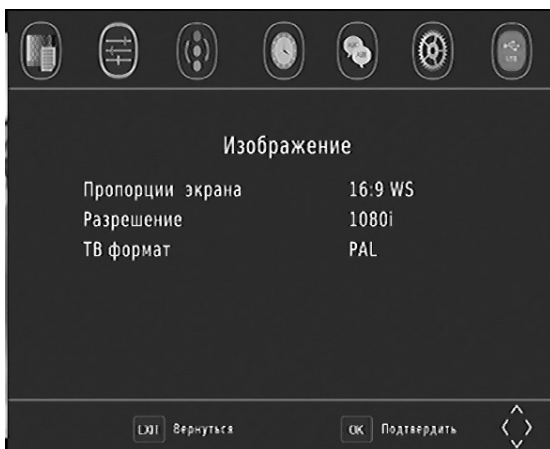 Изображение
Пропорции экрана 16:9 WS
Разрешение 1080i
ТВ формат PAL
EXIT Вернуться OK Подтвердить